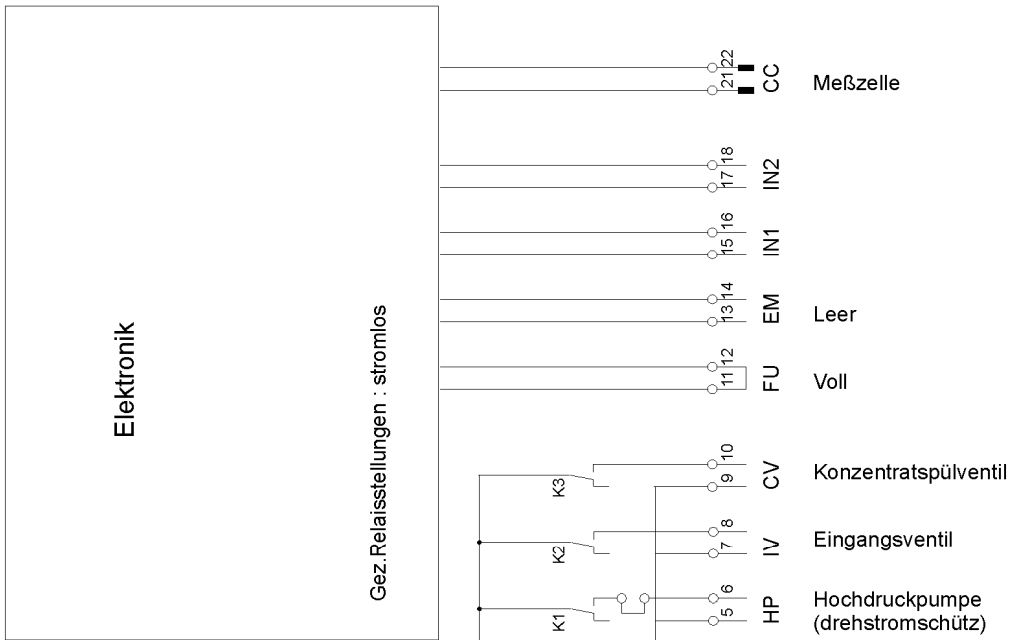 Elektronik
Gez.Relaisstellungen : stromlos
22
21
CC
Meßzelle
18
17
IN2
16
15
IN1
14
13
EM
Leer
12
11
FU
Voll
10
9
CV
K3
Konzentratspülventil
8
7
IV
K2
Eingangsventil
6
5
HP
K1
Hochdruckpumpe
(drehstromschütz)